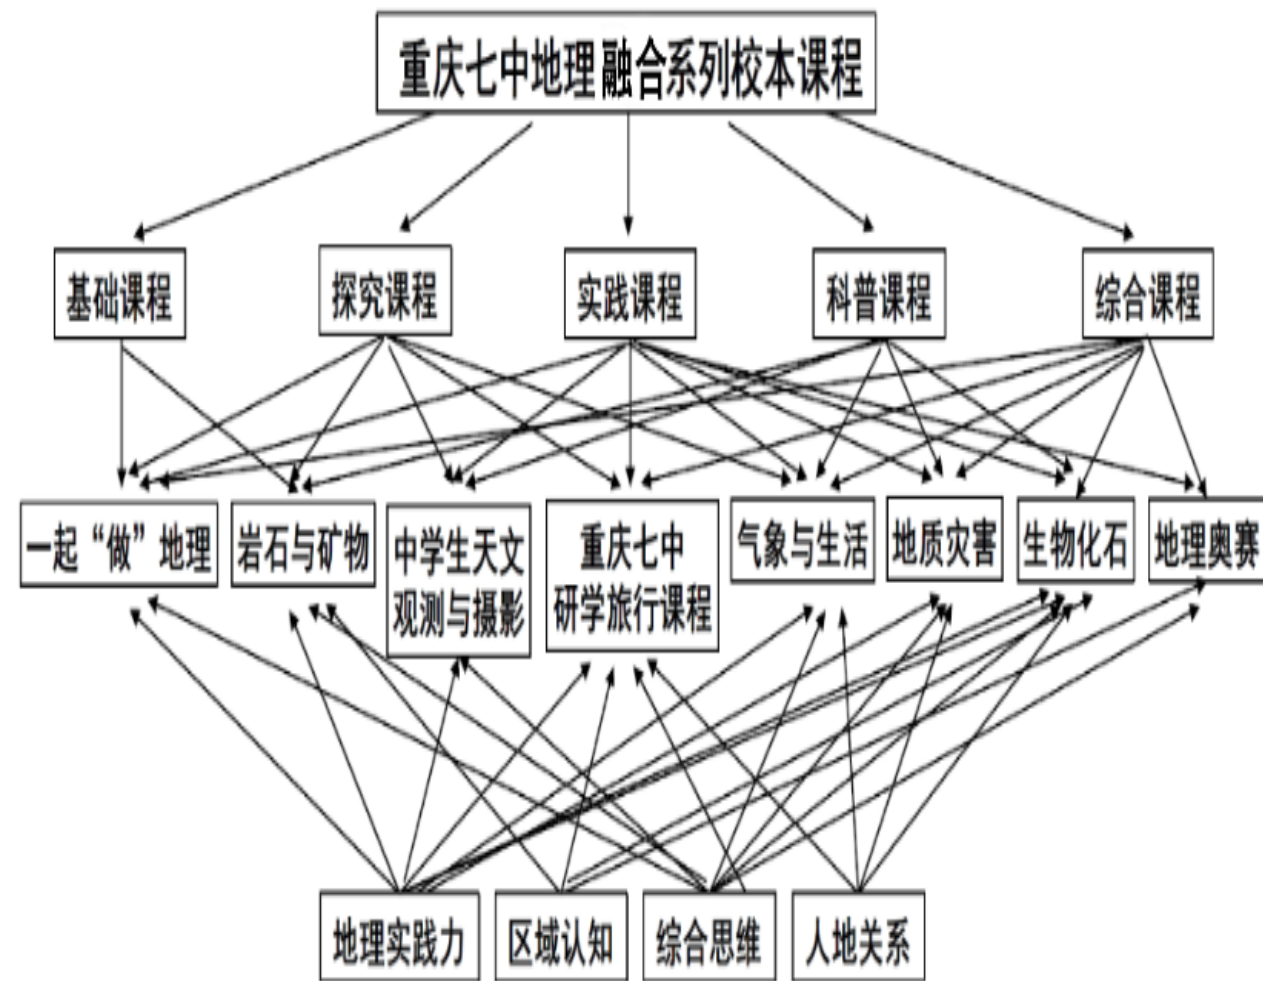 重庆七中地理融合系列校本课程
基础课程
探究课程
实践课程
科普课程
综合课程
一起“做”地理
岩石与矿物
中学生天文
观测与摄影
重庆七中
研学旅行课程
气象与生活
地质灾害
生物化石
地理奥赛
地理实践力
区域认知
综合思维
人地关系